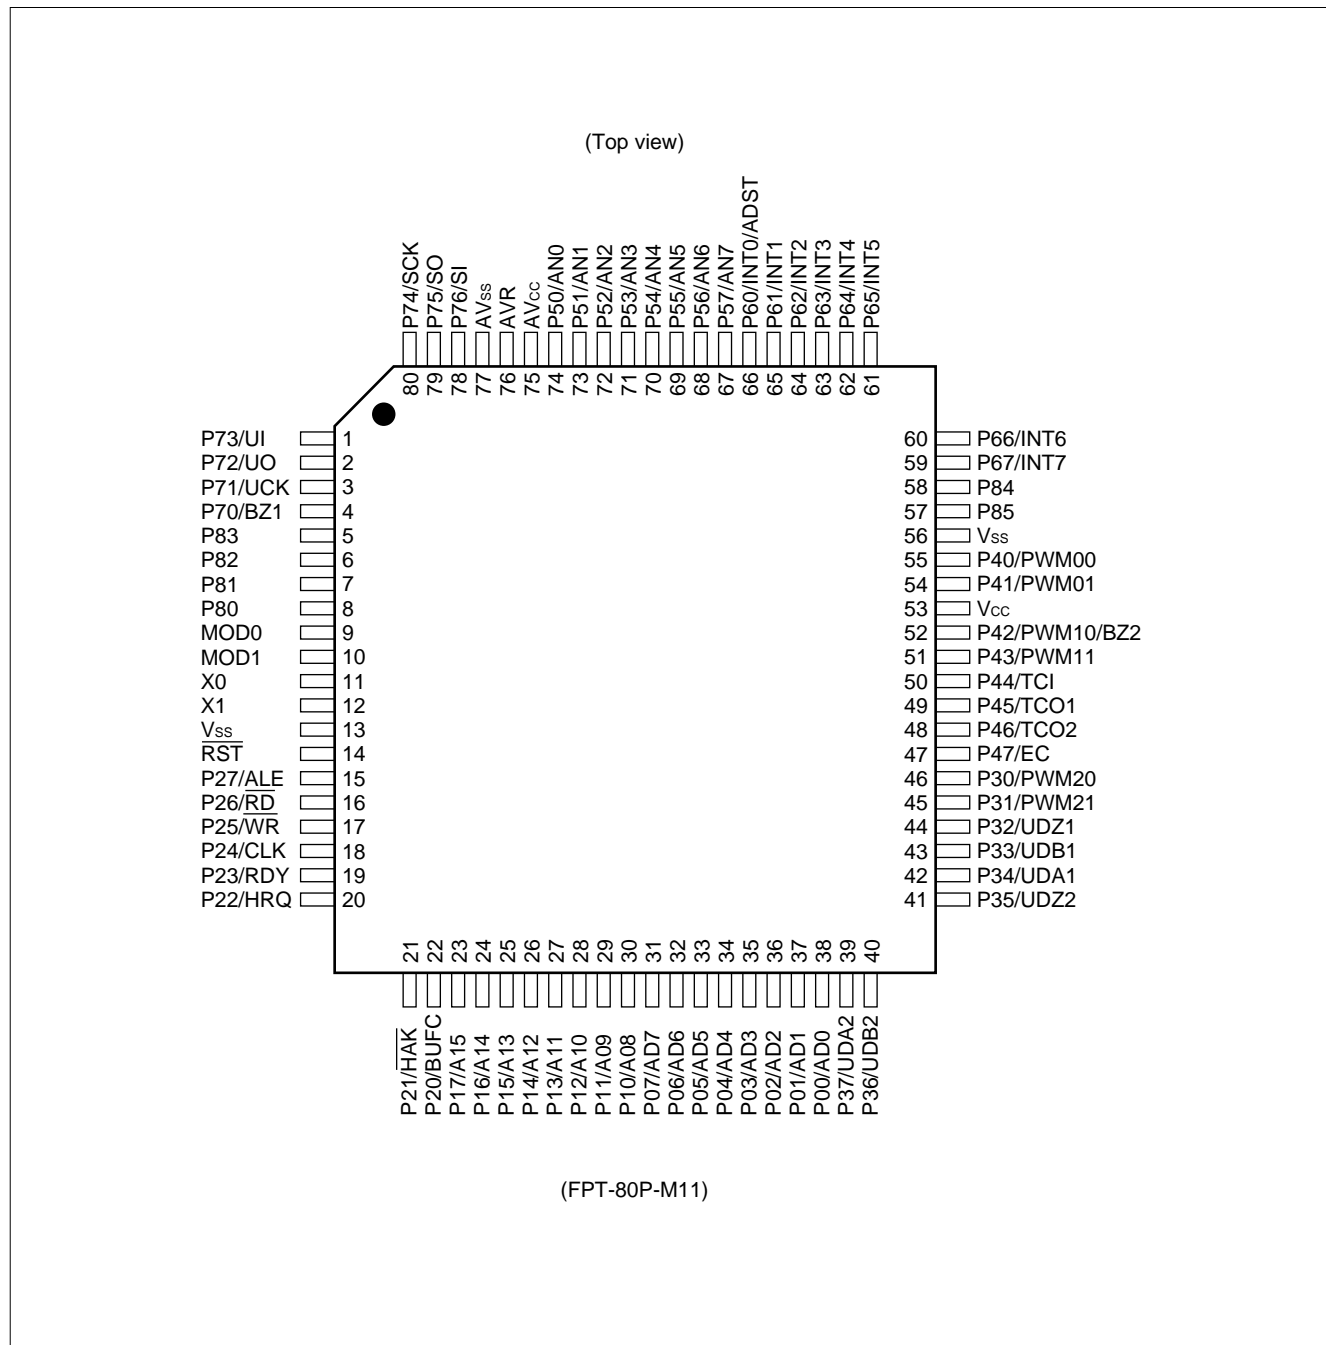 (Top view)
P74/SCK
P75/SO
P76/SI
AVss
AVR
AVcc
P50/AN0
P51/AN1
P52/AN2
P53/AN3
P54/AN4
P55/AN5
P56/AN6
P57/AN7
P60/INT0/ADST
P61/INT1
P62/INT2
P63/INT3
P64/INT4
P65/INT5
80
79
78
77
76
75
74
73
72
71
70
69
68
67
66
65
64
63
62
61
P73/UI 1
P72/UO 2
P71/UCK 3
P70/BZ1 4
P83 5
P82 6
P81 7
P80 8
MOD0 9
MOD1 10
X0 11
X1 12
Vss 13
R̅S̅T̅ 14
P27/ALE 15
P26/R̅D̅ 16
P25/W̅R̅ 17
P24/CLK 18
P23/RDY 19
P22/HRQ 20
60 P66/INT6
59 P67/INT7
58 P84
57 P85
56 Vss
55 P40/PWM00
54 P41/PWM01
53 Vcc
52 P42/PWM10/BZ2
51 P43/PWM11
50 P44/TCI
49 P45/TCO1
48 P46/TCO2
47 P47/EC
46 P30/PWM20
45 P31/PWM21
44 P32/UDZ1
43 P33/UDB1
42 P34/UDA1
41 P35/UDZ2
21
22
23
24
25
26
27
28
29
30
31
32
33
34
35
36
37
38
39
40
P21/H̅A̅K̅
P20/BUFC
P17/A15
P16/A14
P15/A13
P14/A12
P13/A11
P12/A10
P11/A09
P10/A08
P07/AD7
P06/AD6
P05/AD5
P04/AD4
P03/AD3
P02/AD2
P01/AD1
P00/AD0
P37/UDA2
P36/UDB2
(FPT-80P-M11)